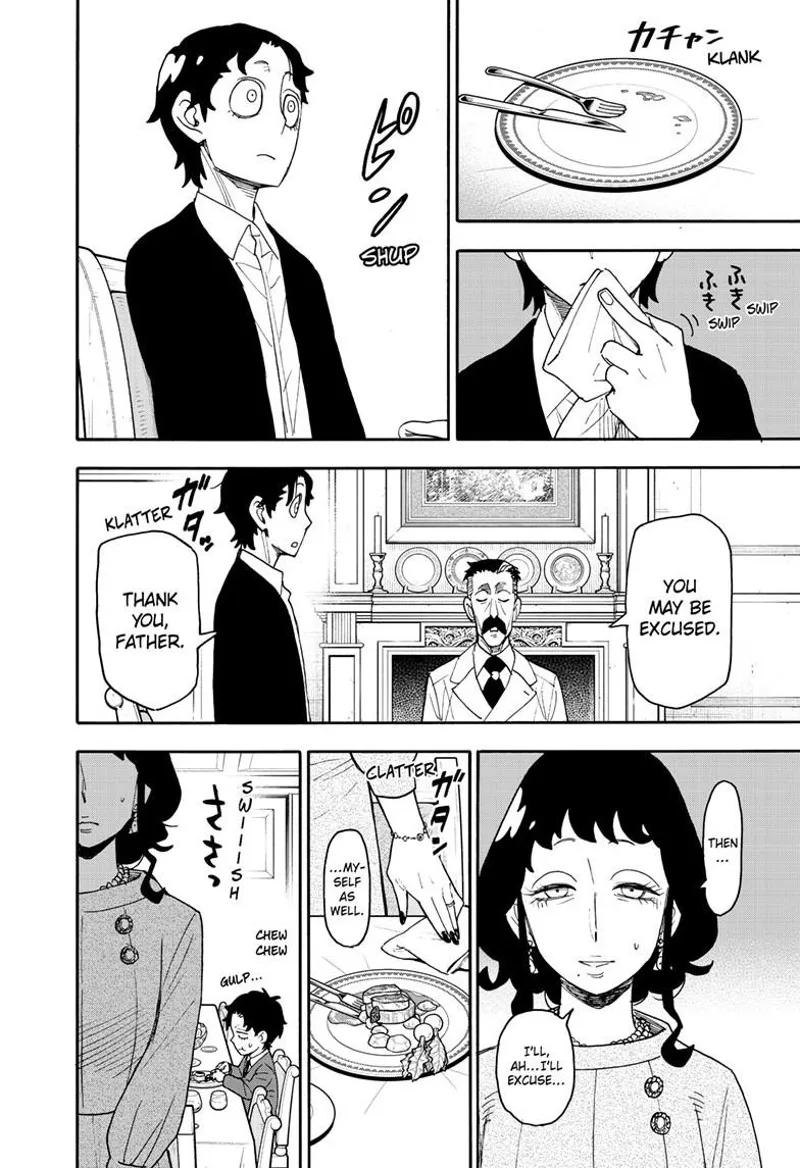 カチャン
KLANK
ふき
ふき
SWIP
SWIP
ピン
SHUP
YOU
MAY BE
EXCUSED.
ガタッ
KLATTER
THANK
YOU,
FATHER.
THEN
...
I'LL,
AH...I'LL
EXCUSE...
ガタン
CLATTER
...MY-
SELF
AS
WELL.
ささっ
SWIIISH
CHEW
CHEW
GULP...